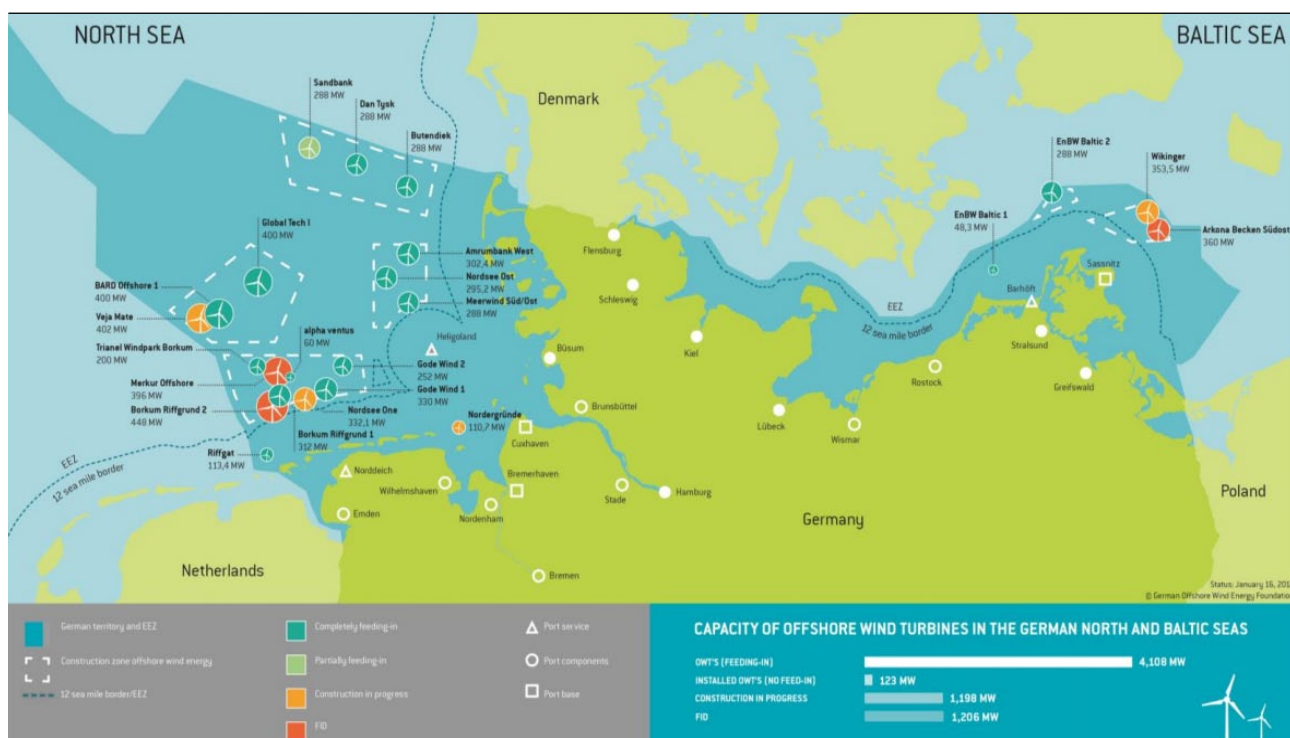 NORTH SEA
BALTIC SEA
Denmark
Sandbank
288 MW
Dan Tysk
288 MW
Butendiek
288 MW
EnBW Baltic 2
288 MW
Wikinger
353,5 MW
Global Tech I
400 MW
EnBW Baltic 1
48,3 MW
Arkona Becken Südost
360 MW
Flensburg
Amrumbank West
302,4 MW
Nordsee Ost
295,2 MW
Meerwind Süd/Ost
288 MW
Sassnitz
BARD Offshore 1
400 MW
Veja Mate
402 MW
Schleswig
Barhöft
EEZ
12 sea mile border
alpha ventus
60 MW
Heligoland
Büsum
Kiel
Stralsund
Trianel Windpark Borkum
200 MW
Gode Wind 2
252 MW
Rostock
Greifswald
Merkur Offshore
396 MW
Gode Wind 1
330 MW
Borkum Riffgrund 2
448 MW
Nordsee One
332,1 MW
Nordergründe
110,7 MW
Brunsbüttel
Lübeck
Wismar
Borkum Riffgrund 1
312 MW
Cuxhaven
Riffgat
113,4 MW
EEZ
12 sea mile border
Norddeich
Wilhelmshaven
Bremerhaven
Stade
Hamburg
Poland
Emden
Nordenham
Germany
Netherlands
Bremen
Status: January 16, 201
© German Offshore Wind Energy Foundatio
German territory and EEZ
Construction zone offshore wind energy
12 sea mile border/EEZ
Completely feeding-in
Partially feeding-in
Construction in progress
FID
Port service
Port components
Port base
CAPACITY OF OFFSHORE WIND TURBINES IN THE GERMAN NORTH AND BALTIC SEAS
OWT'S (FEEDING-IN) 4,108 MW
INSTALLED OWT'S (NO FEED-IN) 123 MW
CONSTRUCTION IN PROGRESS 1,198 MW
FID 1,206 MW